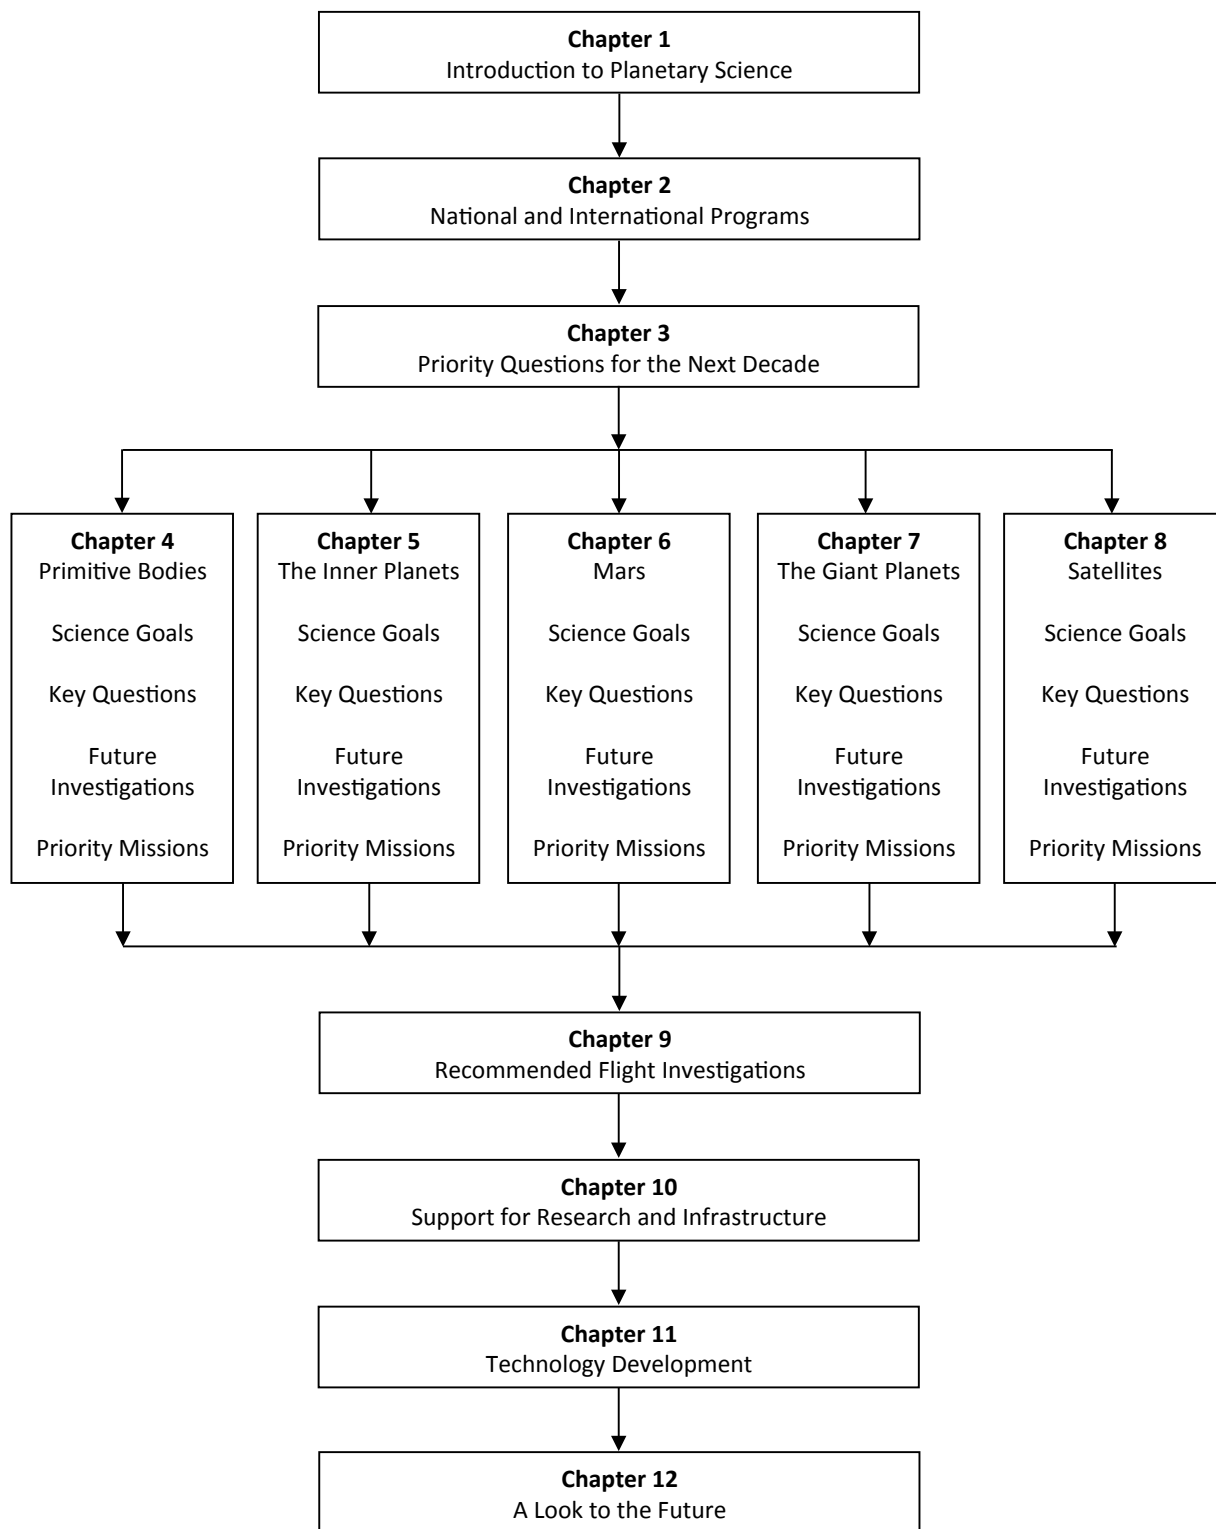 Chapter 1
Introduction to Planetary Science
Chapter 2
National and International Programs
Chapter 3
Priority Questions for the Next Decade
Chapter 4
Primitive Bodies
Science Goals
Key Questions
Future
Investigations
Priority Missions
Chapter 5
The Inner Planets
Science Goals
Key Questions
Future
Investigations
Priority Missions
Chapter 6
Mars
Science Goals
Key Questions
Future
Investigations
Priority Missions
Chapter 7
The Giant Planets
Science Goals
Key Questions
Future
Investigations
Priority Missions
Chapter 8
Satellites
Science Goals
Key Questions
Future
Investigations
Priority Missions
Chapter 9
Recommended Flight Investigations
Chapter 10
Support for Research and Infrastructure
Chapter 11
Technology Development
Chapter 12
A Look to the Future